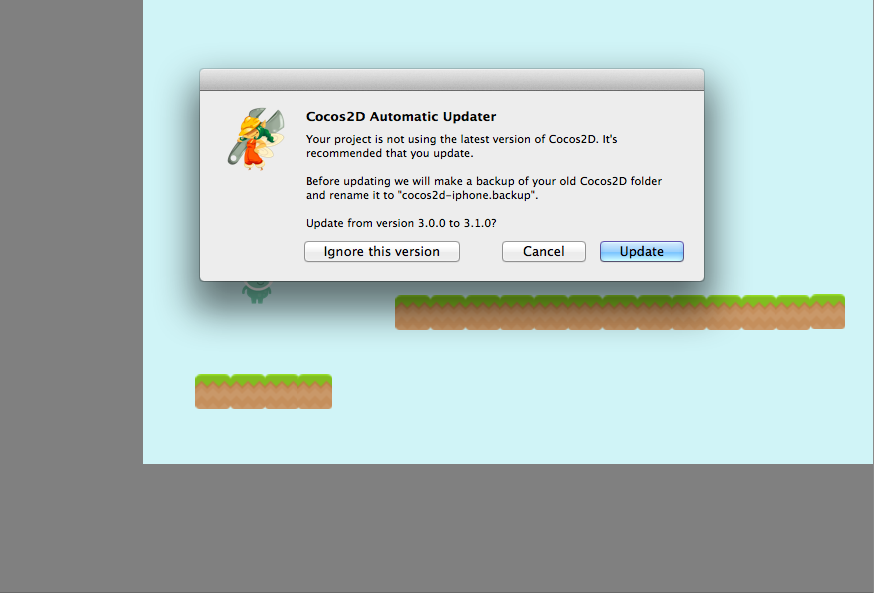 Cocos2D Automatic Updater
Your project is not using the latest version of Cocos2D. It's
recommended that you update.
Before updating we will make a backup of your old Cocos2D folder
and rename it to "cocos2d-iphone.backup".
Update from version 3.0.0 to 3.1.0?
Ignore this version
Cancel
Update